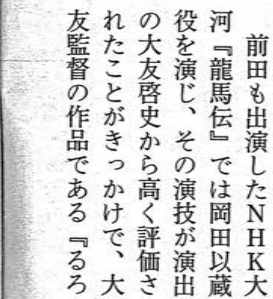 前田も出演したNHK大
河『龍馬伝』では岡田以蔵
役を演じ、その演技が演出
の大友啓史から高く評価さ
れたことがきっかけで、大
友監督の作品である『るろ